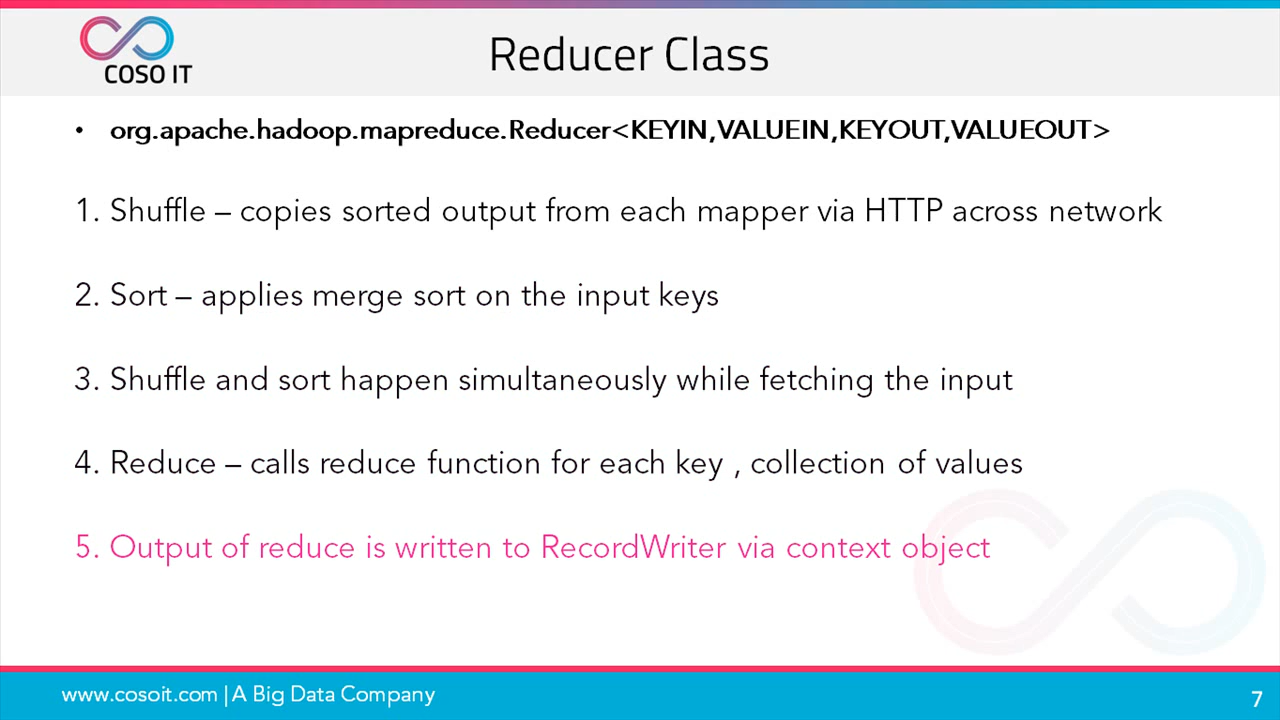 COSO IT
Reducer Class
• org.apache.hadoop.mapreduce.Reducer<KEYIN,VALUEIN,KEYOUT,VALUEOUT>
1. Shuffle – copies sorted output from each mapper via HTTP across network
2. Sort – applies merge sort on the input keys
3. Shuffle and sort happen simultaneously while fetching the input
4. Reduce – calls reduce function for each key , collection of values
5. Output of reduce is written to RecordWriter via context object
www.cosoit.com | A Big Data Company
7